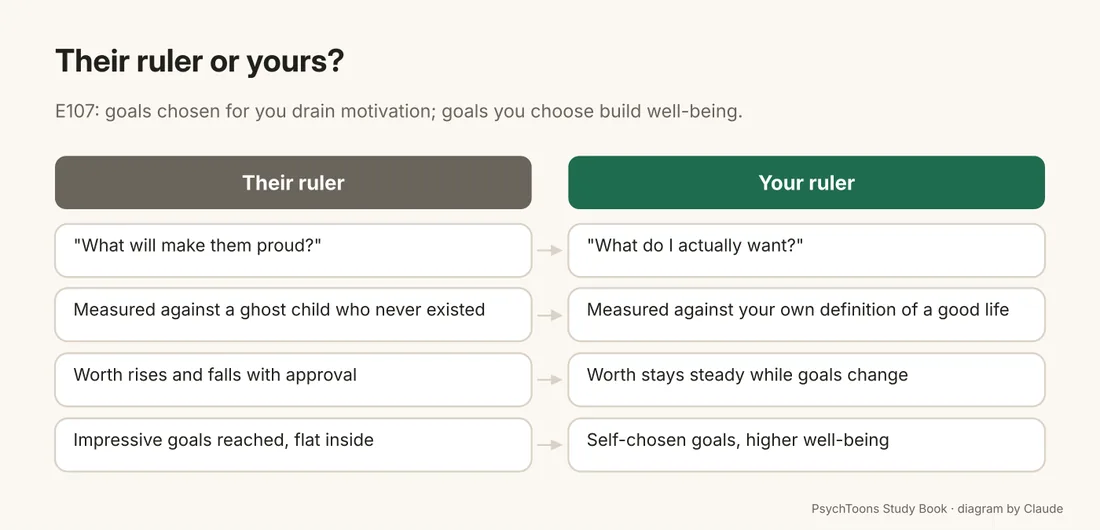 Their ruler or yours?
E107: goals chosen for you drain motivation; goals you choose build well-being.
Their ruler
Your ruler
"What will make them proud?"
"What do I actually want?"
Measured against a ghost child who never existed
Measured against your own definition of a good life
Worth rises and falls with approval
Worth stays steady while goals change
Impressive goals reached, flat inside
Self-chosen goals, higher well-being
PsychToons Study Book · diagram by Claude